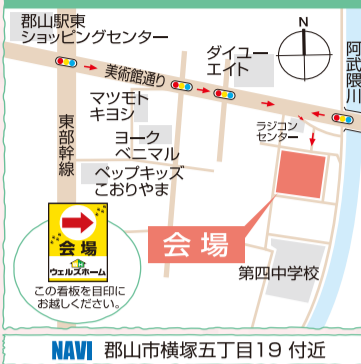 郡山駅東
ショッピングセンター
N
ダイユー
エイト
阿武隈川
美術館通り
マツモト
キヨシ
ラジコン
センター
東部幹線
ヨーク
ベニマル
ペップキッズ
こおりやま
会場
会場
ウェルズホーム
この看板を目印に
お越しください。
第四中学校
NAVI 郡山市横塚五丁目19 付近